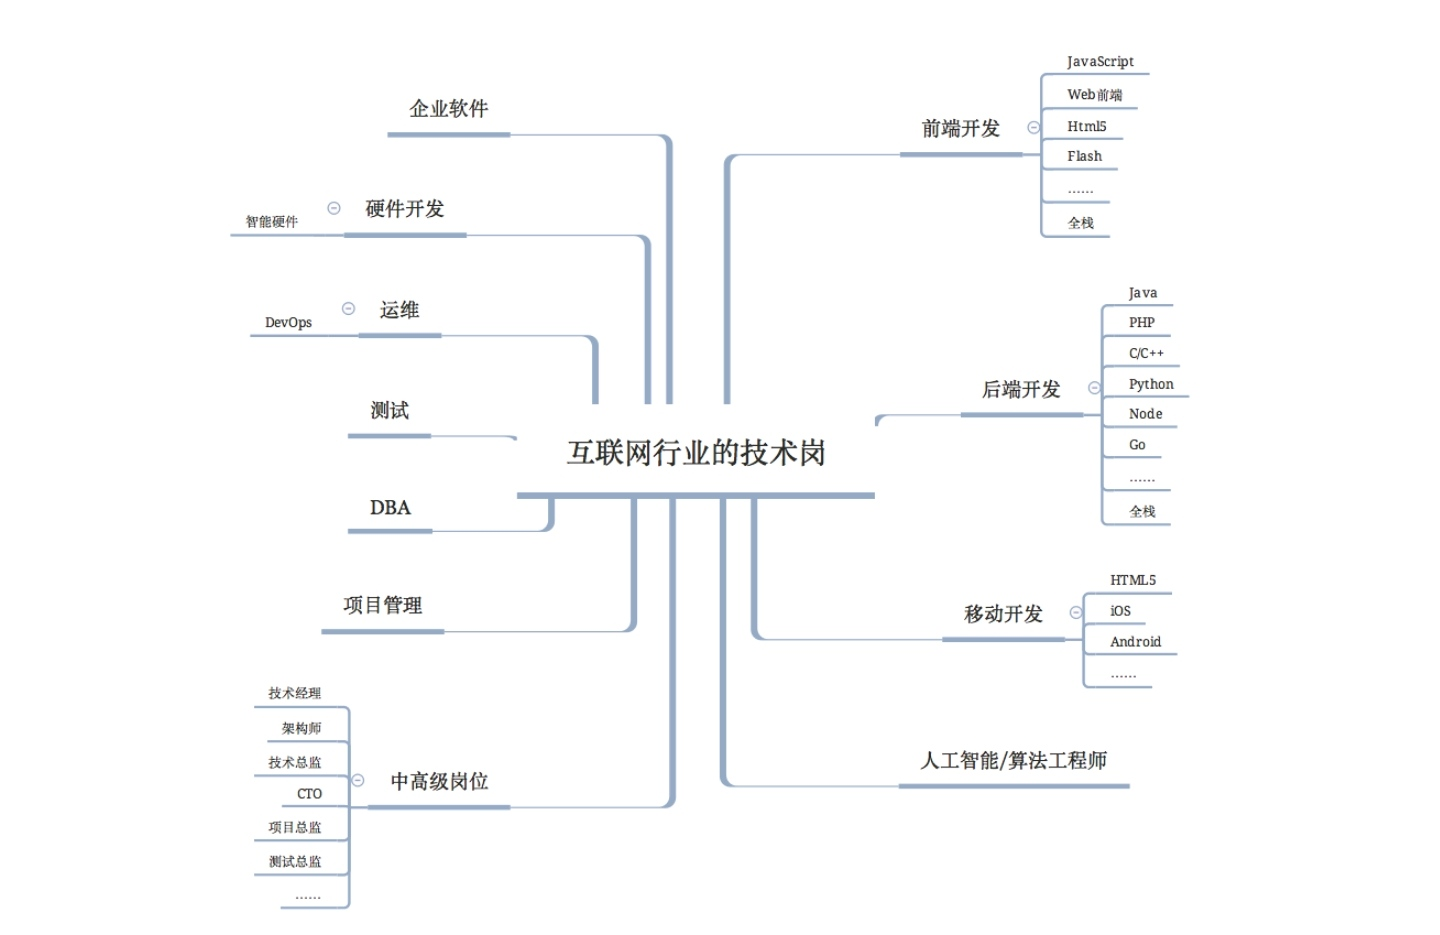 互联网行业的技术岗
前端开发
JavaScript
Web前端
Html5
Flash
......
全栈
后端开发
Java
PHP
C/C++
Python
Node
Go
......
全栈
移动开发
HTML5
iOS
Android
......
人工智能/算法工程师
企业软件
硬件开发
智能硬件
运维
DevOps
测试
DBA
项目管理
中高级岗位
技术经理
架构师
技术总监
CTO
项目总监
测试总监
......